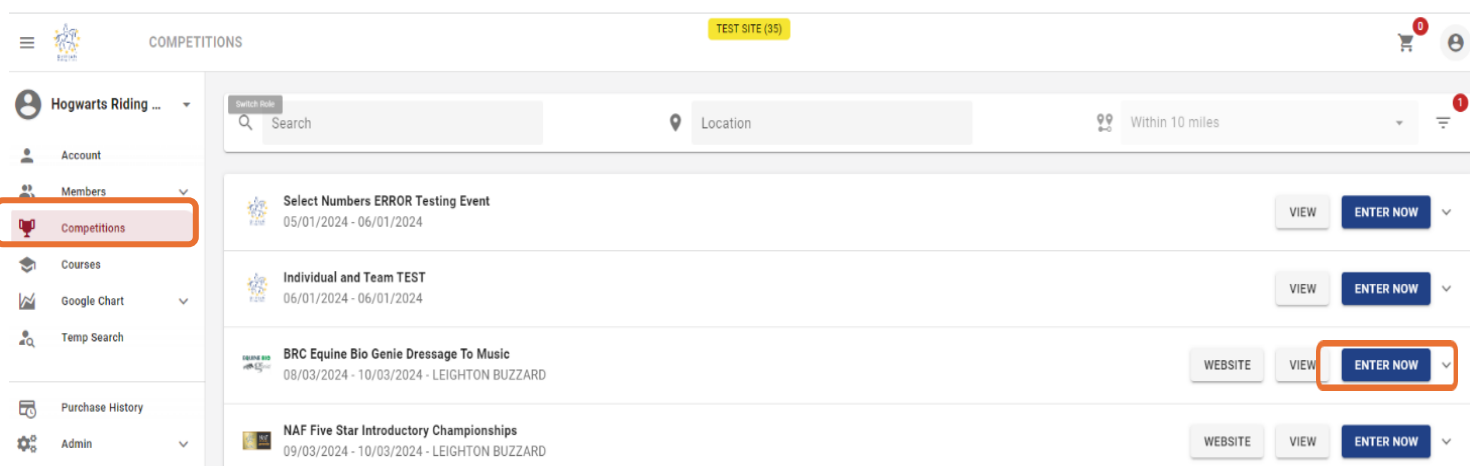 COMPETITIONS
TEST SITE (35)
0
Hogwarts Riding ...
Account
Members
Competitions
Courses
Google Chart
Temp Search
Purchase History
Admin
Switch Role
Search
Location
Within 10 miles
1
Select Numbers ERROR Testing Event
05/01/2024 - 06/01/2024
VIEW
ENTER NOW
Individual and Team TEST
06/01/2024 - 06/01/2024
VIEW
ENTER NOW
BRC Equine Bio Genie Dressage To Music
08/03/2024 - 10/03/2024 - LEIGHTON BUZZARD
WEBSITE
VIEW
ENTER NOW
NAF Five Star Introductory Championships
09/03/2024 - 10/03/2024 - LEIGHTON BUZZARD
WEBSITE
VIEW
ENTER NOW